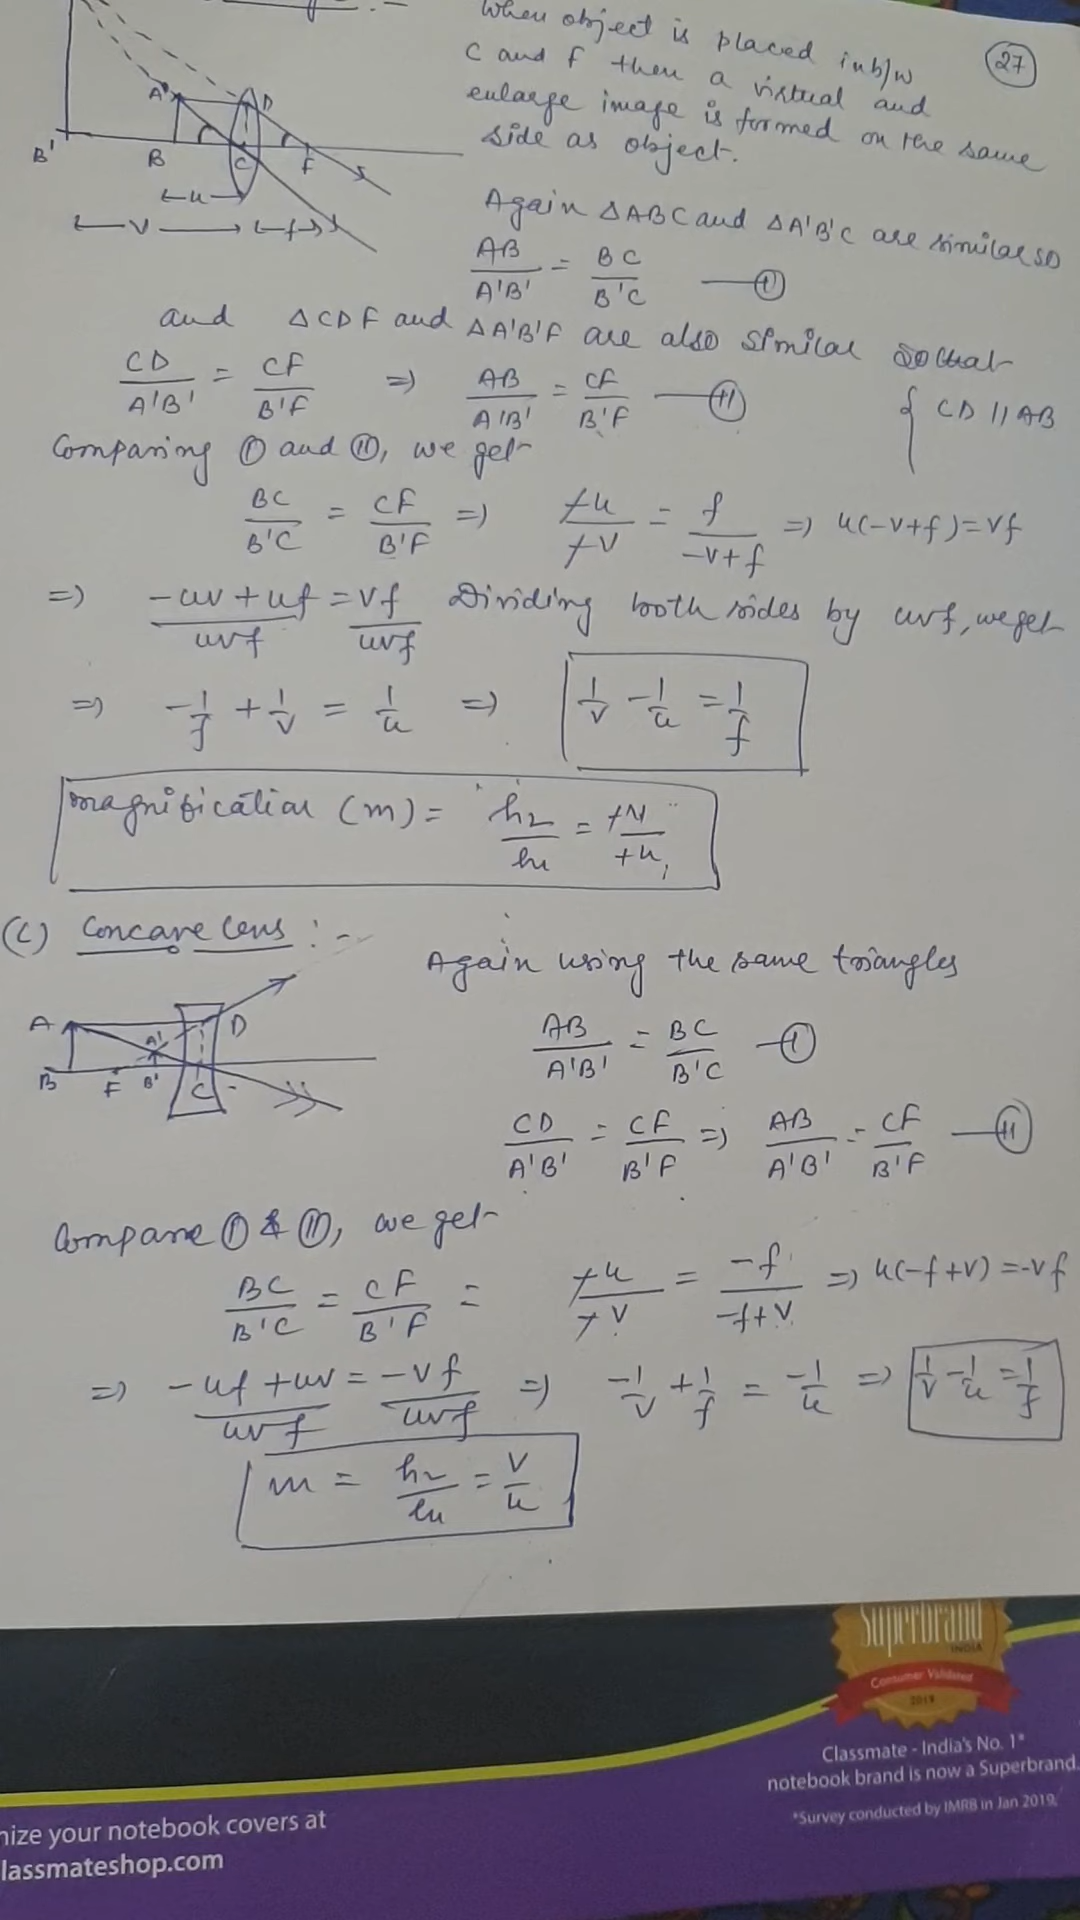 When object is placed inb/w
C and f then a virtual and
enlarge image is formed on the same
side as object.
27
A' D
B' B C F
u
v f
Again ΔABC and ΔA'B'C are similar so
AB/A'B' = BC/B'C —(I)
and ΔCDF and ΔA'B'F are also similar so that
CD/A'B' = CF/B'F => AB/A'B' = CF/B'F —(II) { CD // AB
Comparing (I) and (II), we get
BC/B'C = CF/B'F => +u/+v = f/-v+f => u(-v+f)=vf
=> -uv+uf/uvf = vf/uvf Dividing both sides by uvf, we get
=> -1/f + 1/v = 1/u => 1/v - 1/u = 1/f
magnification (m) = h2/h1 = +v/+u
(C) Concave lens :-
Again using the same triangles
A A' D
B F B' C
AB/A'B' = BC/B'C —(I)
CD/A'B' = CF/B'F => AB/A'B' = CF/B'F —(II)
Compare (I) & (II), we get
BC/B'C = CF/B'F = +u/+v = -f/-f+v => u(-f+v) = -vf
=> -uf+uv/uvf = -vf/uvf => -1/v + 1/f = -1/u => 1/v - 1/u = 1/f
m = h2/h1 = v/u
Superbrand
INDIA
Consumer Validated
2019
Classmate - India's No. 1*
notebook brand is now a Superbrand.
*Survey conducted by IMRB in Jan 2019.
nize your notebook covers at
lassmateshop.com